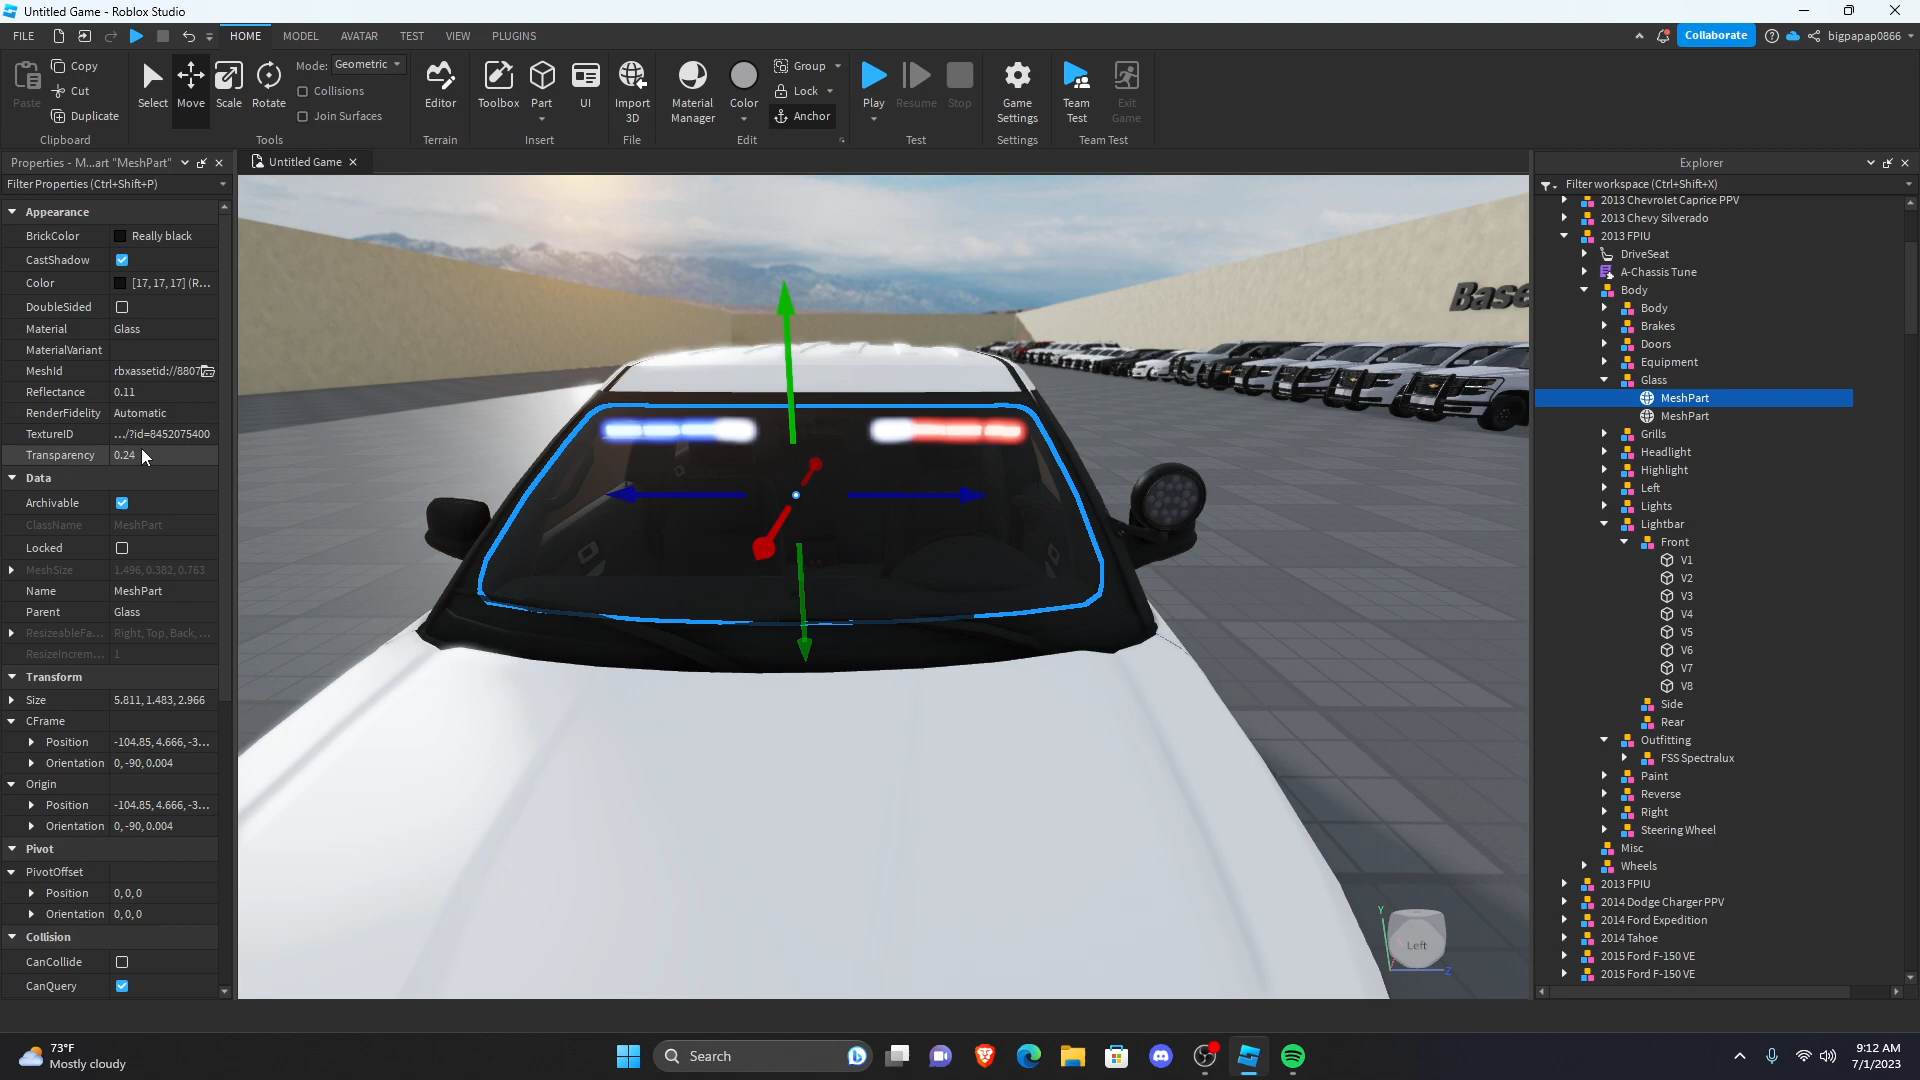 Untitled Game - Roblox Studio
FILE
HOME
MODEL
AVATAR
TEST
VIEW
PLUGINS
Collaborate
bigpapap0866
Paste
Copy
Cut
Duplicate
Clipboard
Select
Move
Scale
Rotate
Mode: Geometric
Collisions
Join Surfaces
Tools
Editor
Terrain
Toolbox
Part
UI
Insert
Import 3D
File
Material Manager
Color
Group
Lock
Anchor
Edit
Play
Resume
Stop
Test
Game Settings
Settings
Team Test
Exit Game
Team Test
Properties - M...art "MeshPart"
Filter Properties (Ctrl+Shift+P)
Appearance
BrickColor Really black
CastShadow
Color [17, 17, 17] (R...
DoubleSided
Material Glass
MaterialVariant
MeshId rbxassetid://8807
Reflectance 0.11
RenderFidelity Automatic
TextureID .../?id=8452075400
Transparency 0.24
Data
Archivable
ClassName MeshPart
Locked
MeshSize 1.496, 0.382, 0.763
Name MeshPart
Parent Glass
ResizeableFa... Right, Top, Back, ...
ResizeIncrem... 1
Transform
Size 5.811, 1.483, 2.966
CFrame
Position -104.85, 4.666, -3...
Orientation 0, -90, 0.004
Origin
Position -104.85, 4.666, -3...
Orientation 0, -90, 0.004
Pivot
PivotOffset
Position 0, 0, 0
Orientation 0, 0, 0
Collision
CanCollide
CanQuery
Untitled Game
Base
Y
Left
Z
Explorer
Filter workspace (Ctrl+Shift+X)
2013 Chevrolet Caprice PPV
2013 Chevy Silverado
2013 FPIU
DriveSeat
A-Chassis Tune
Body
Body
Brakes
Doors
Equipment
Glass
MeshPart
MeshPart
Grills
Headlight
Highlight
Left
Lights
Lightbar
Front
V1
V2
V3
V4
V5
V6
V7
V8
Side
Rear
Outfitting
FSS Spectralux
Paint
Reverse
Right
Steering Wheel
Misc
Wheels
2013 FPIU
2014 Dodge Charger PPV
2014 Ford Expedition
2014 Tahoe
2015 Ford F-150 VE
2015 Ford F-150 VE
73°F
Mostly cloudy
Search
9:12 AM
7/1/2023